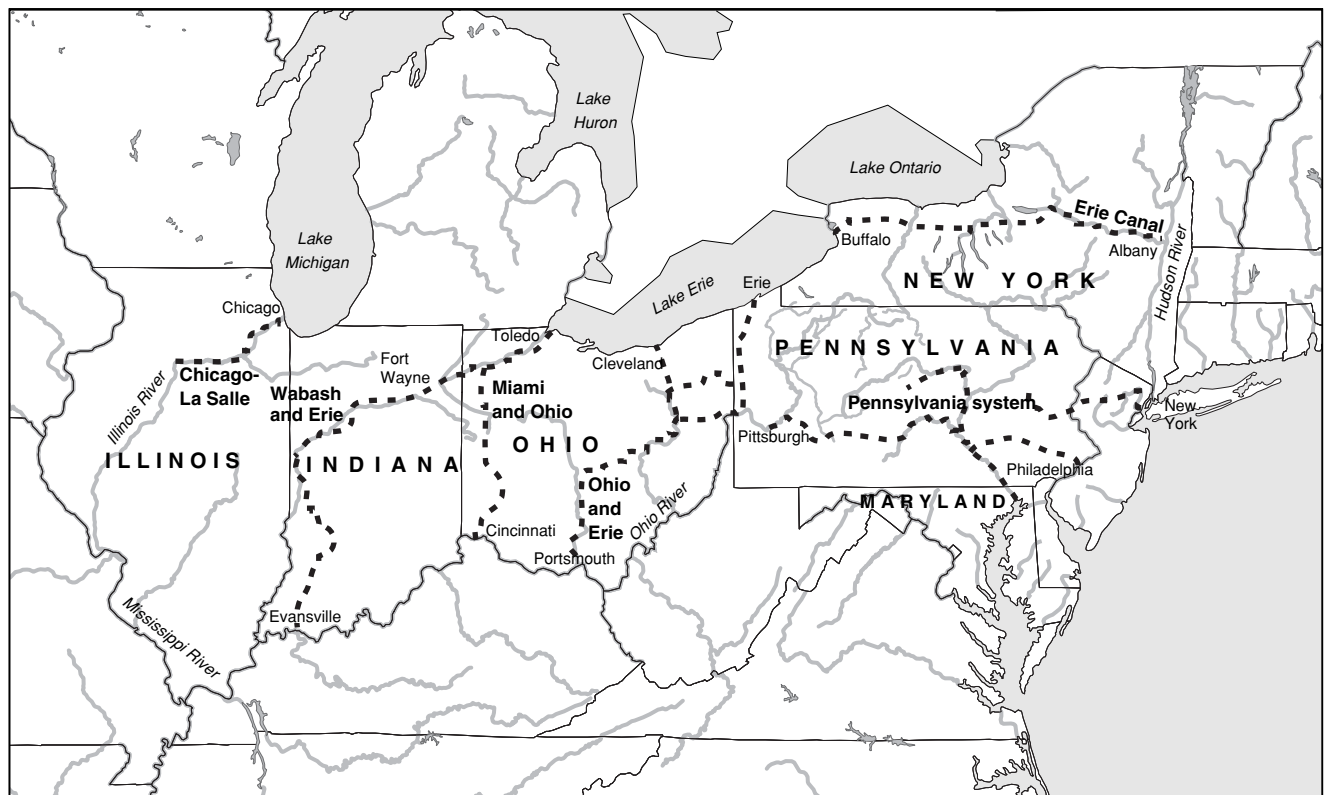 Lake
Huron
Lake Ontario
Lake
Michigan
Erie Canal
Buffalo
Albany
Hudson River
NEW YORK
Lake Erie
Erie
Chicago
Toledo
Cleveland
PENNSYLVANIA
Fort
Wayne
Chicago-
La Salle
Illinois River
Wabash
and Erie
Miami
and Ohio
Pennsylvania system
New
York
Pittsburgh
OHIO
ILLINOIS
INDIANA
Philadelphia
Ohio
and
Erie
Ohio River
MARYLAND
Cincinnati
Portsmouth
Evansville
Mississippi River